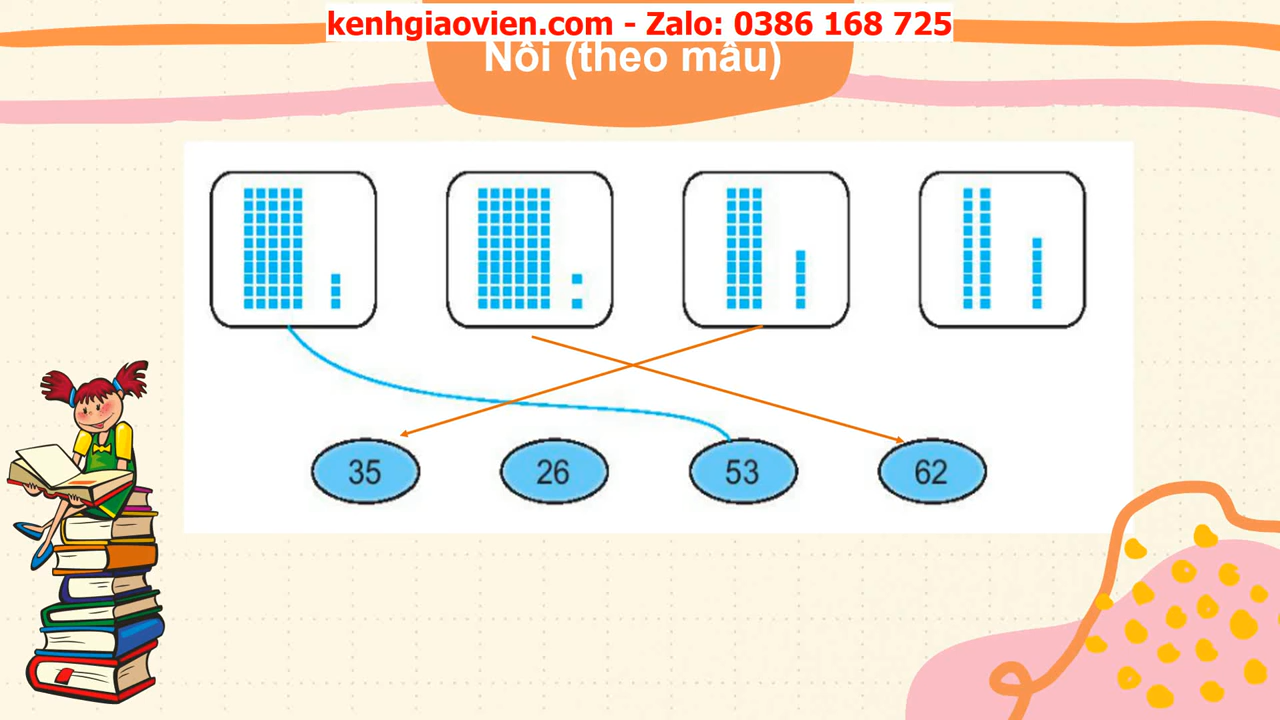 kenhgiaovien.com - Zalo: 0386 168 725
Nối (theo mẫu)
35 26 53 62